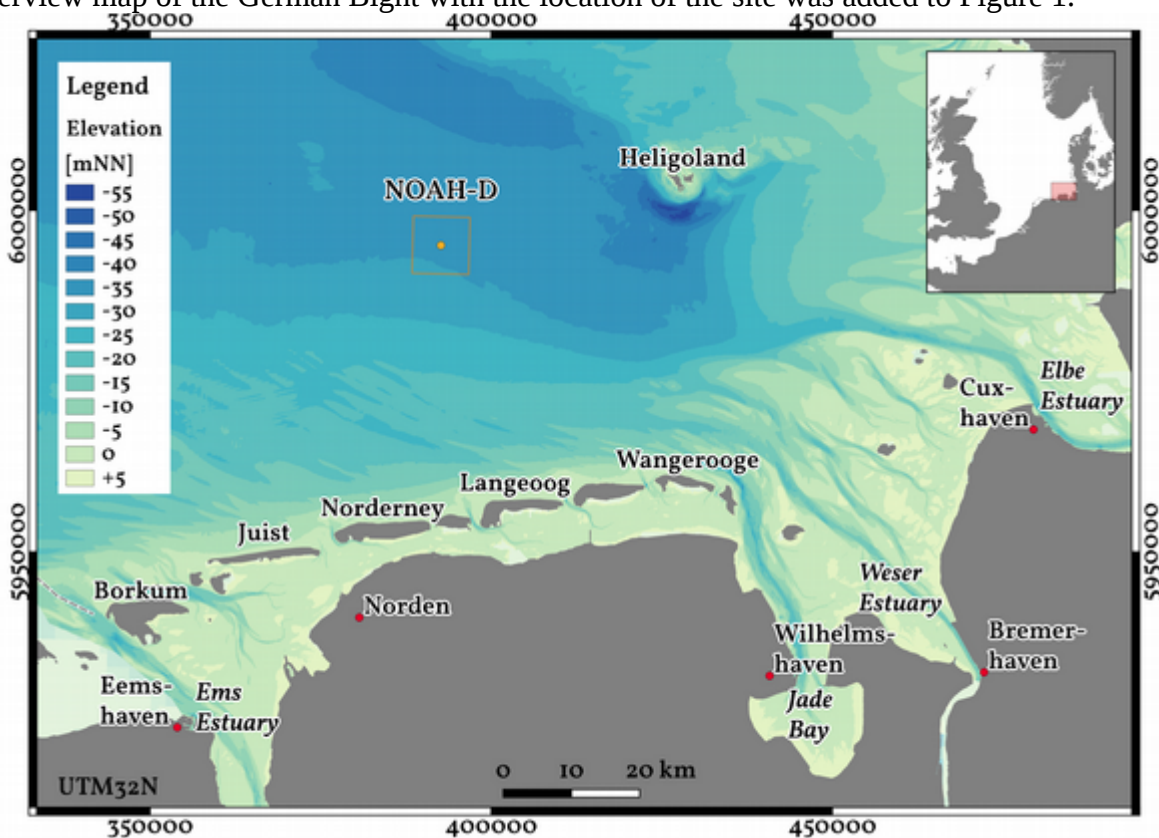 erview map of the German Bight with the location of the site was added to Figure 1.
350000
400000
450000
Legend
Elevation
[mNN]
-55
-50
-45
-40
-35
-30
-25
-20
-15
-10
-5
0
+5
Heligoland
NOAH-D
6000000
6000000
Elbe
Estuary
Cux-
haven
Wangerooge
Langeoog
Norderney
Juist
5950000
5950000
Borkum
Norden
Weser
Estuary
Wilhelms-
haven
Bremer-
haven
Eems-
haven
Ems
Estuary
Jade
Bay
0 10 20 km
UTM32N
350000
400000
450000